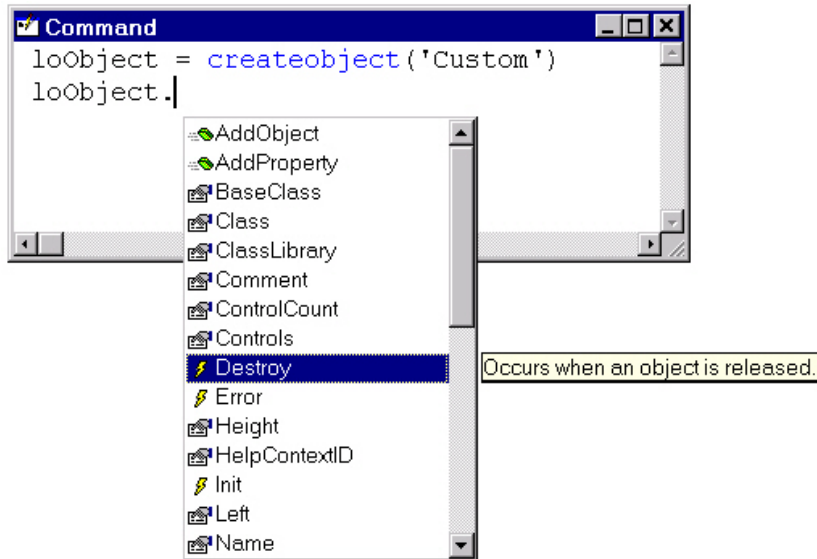 Command
loObject = createobject('Custom')
loObject.
AddObject
AddProperty
BaseClass
Class
ClassLibrary
Comment
ControlCount
Controls
Destroy
Occurs when an object is released.
Error
Height
HelpContextID
Init
Left
Name